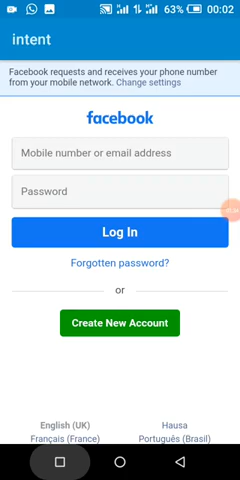 63% 00:02
intent
Facebook requests and receives your phone number
from your mobile network. Change settings
facebook
Mobile number or email address
Password
Log In
Forgotten password?
or
Create New Account
English (UK) Hausa
Français (France) Português (Brasil)